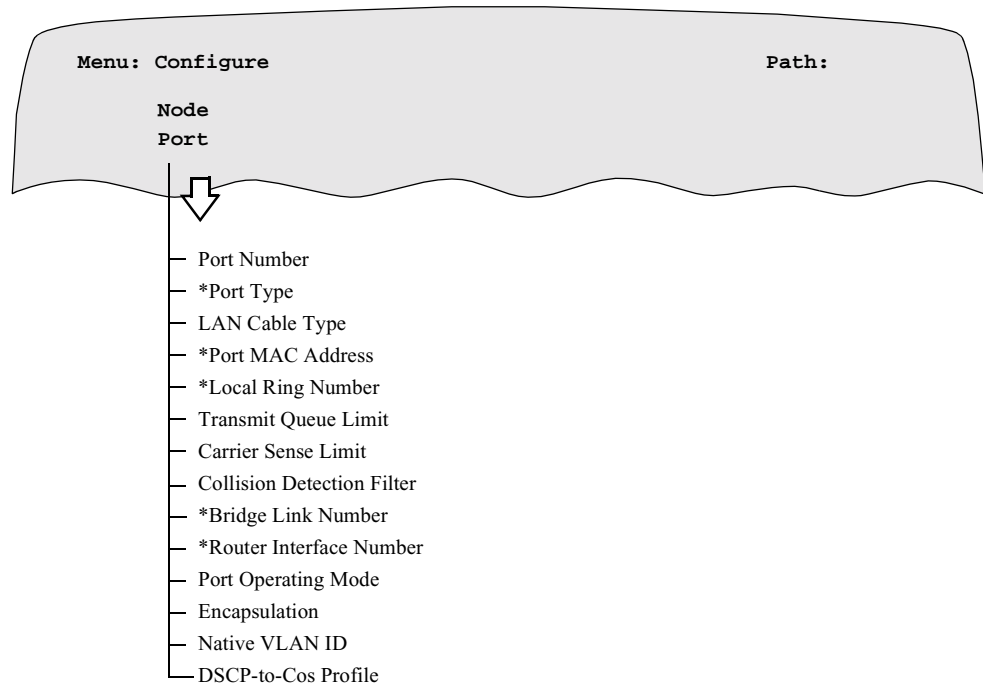 Menu: Configure Path:
Node
Port
Port Number
*Port Type
LAN Cable Type
*Port MAC Address
*Local Ring Number
Transmit Queue Limit
Carrier Sense Limit
Collision Detection Filter
*Bridge Link Number
*Router Interface Number
Port Operating Mode
Encapsulation
Native VLAN ID
DSCP-to-Cos Profile